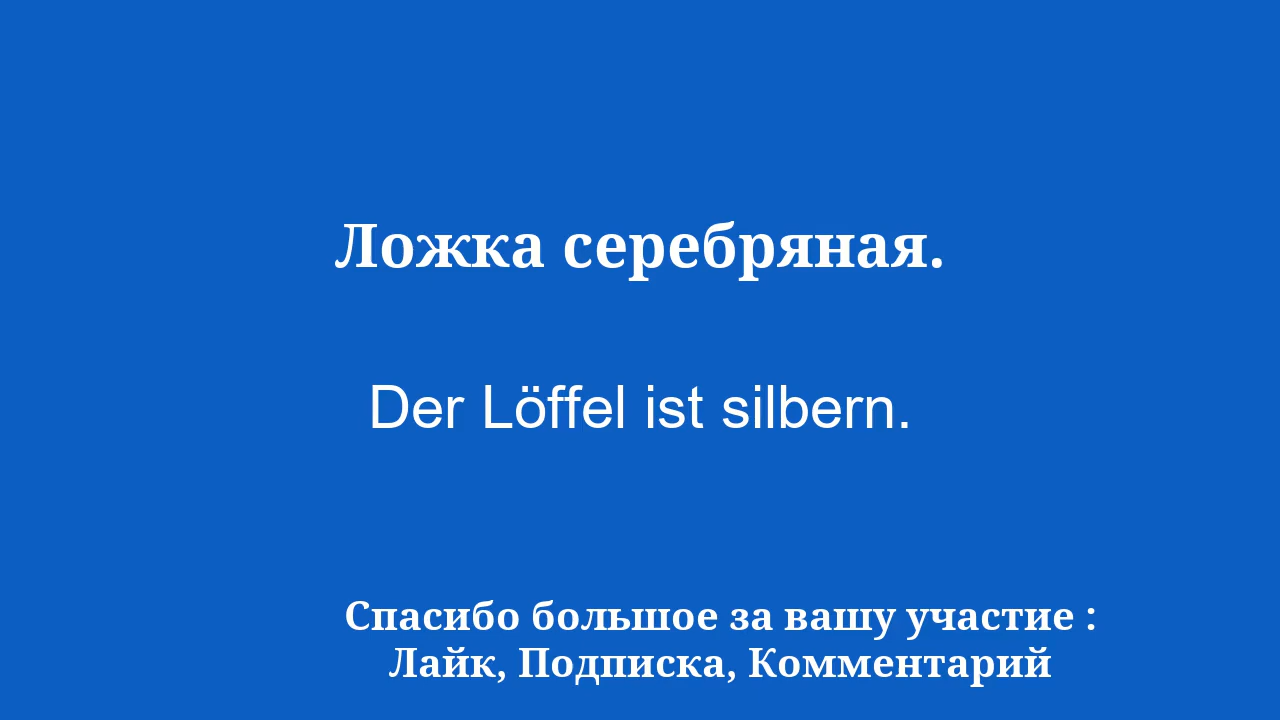 Ложка серебряная.
Der Löffel ist silbern.
Спасибо большое за вашу участие :
Лайк, Подписка, Комментарий